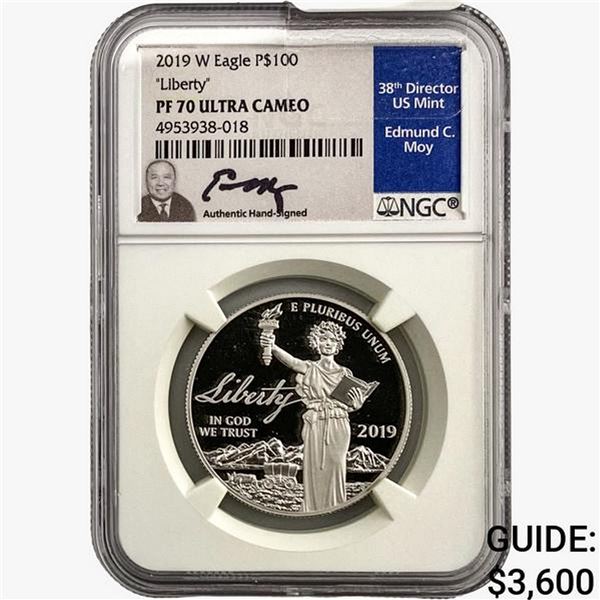 2019 W Eagle P$100
"Liberty"
PF 70 ULTRA CAMEO
4953938-018
Authentic Hand-Signed
38th Director
US Mint
Edmund C.
Moy
NGC®
E PLURIBUS UNUM
Liberty
IN GOD
WE TRUST
2019
GUIDE:
$3,600